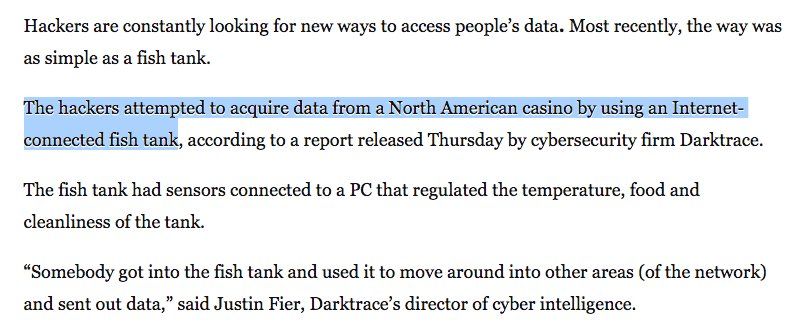 Hackers are constantly looking for new ways to access people’s data. Most recently, the way was
as simple as a fish tank.
The hackers attempted to acquire data from a North American casino by using an Internet-
connected fish tank, according to a report released Thursday by cybersecurity firm Darktrace.
The fish tank had sensors connected to a PC that regulated the temperature, food and
cleanliness of the tank.
“Somebody got into the fish tank and used it to move around into other areas (of the network)
and sent out data,” said Justin Fier, Darktrace’s director of cyber intelligence.